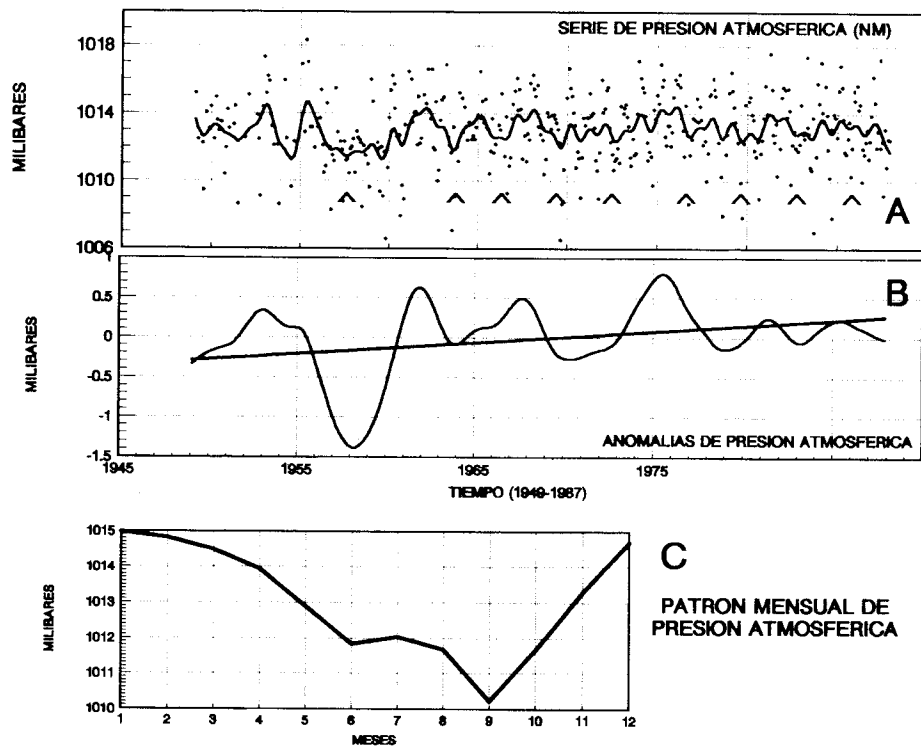 SERIE DE PRESION ATMOSFERICA (NM)
1018
1014
1010
1006
MILIBARES
A
1
0.5
0
-0.5
-1
-1.5
MILIBARES
B
ANOMALIAS DE PRESION ATMOSFERICA
1945 1955 1965 1975
TIEMPO (1949-1987)
1015
1014
1013
1012
1011
1010
MILIBARES
1 2 3 4 5 6 7 8 9 10 11 12
MESES
C
PATRON MENSUAL DE
PRESION ATMOSFERICA